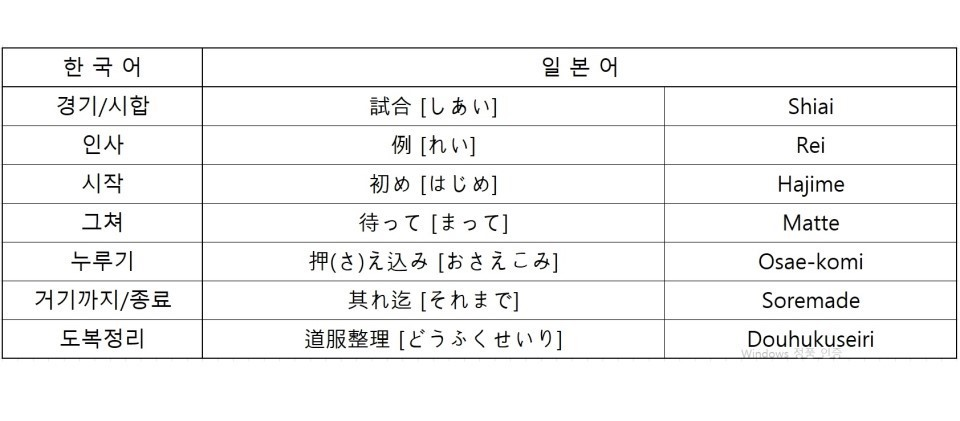 한 국 어 일 본 어
경기/시합 試合 [しあい] Shiai
인사 例 [れい] Rei
시작 初め [はじめ] Hajime
그쳐 待って [まって] Matte
누루기 押(さ)え込み [おさえこみ] Osae-komi
거기까지/종료 其れ迄 [それまで] Soremade
도복정리 道服整理 [どうふくせいり] Douhukuseiri
Windows 정품 인증